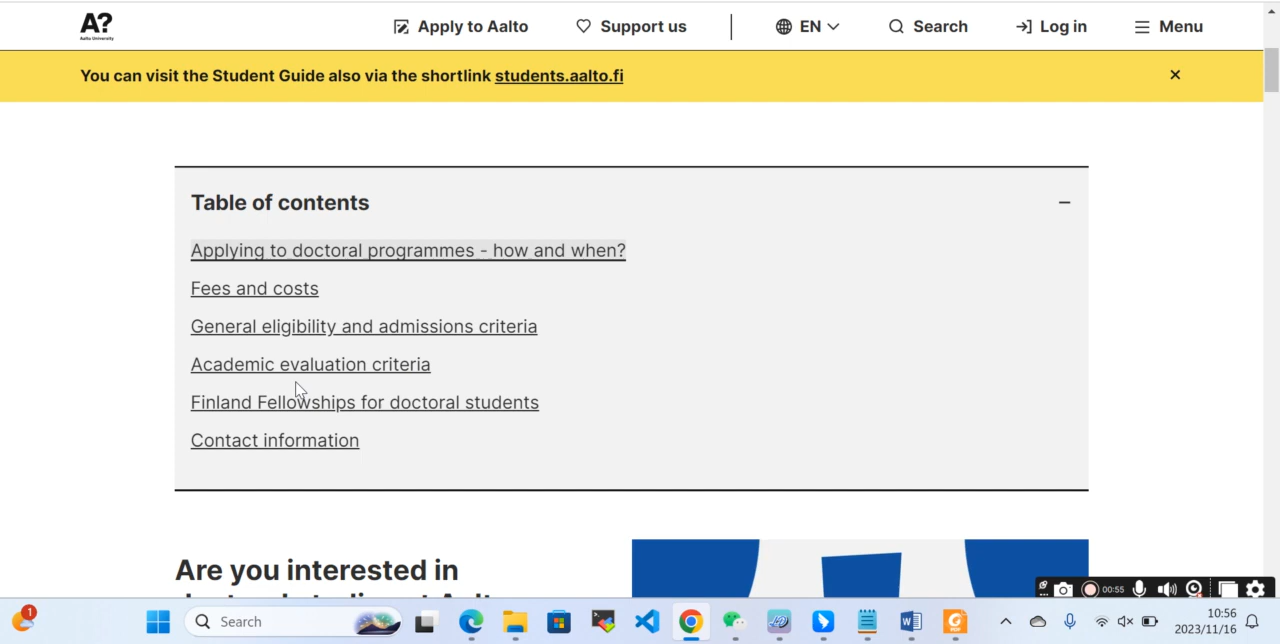 A?
Aalto University
Apply to Aalto
Support us
EN
Search
Log in
Menu
You can visit the Student Guide also via the shortlink students.aalto.fi
Table of contents
Applying to doctoral programmes - how and when?
Fees and costs
General eligibility and admissions criteria
Academic evaluation criteria
Finland Fellowships for doctoral students
Contact information
Are you interested in
00:55
1
Search
10:56
2023/11/16